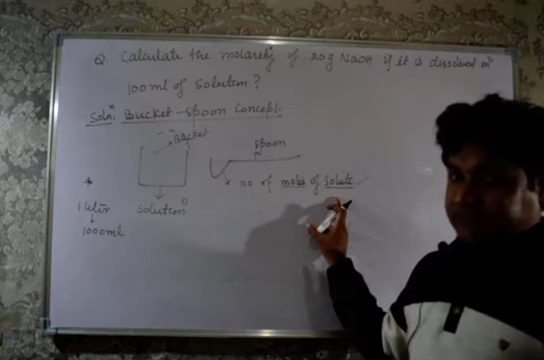 Q. Calculate the molarity of 20g NaOH if it is dissolved in
100 ml of solution?
Solnⁿ. Bucket-spoon Concept
Bucket
spoon
no of moles of solute
1 liter
solution
1000ml